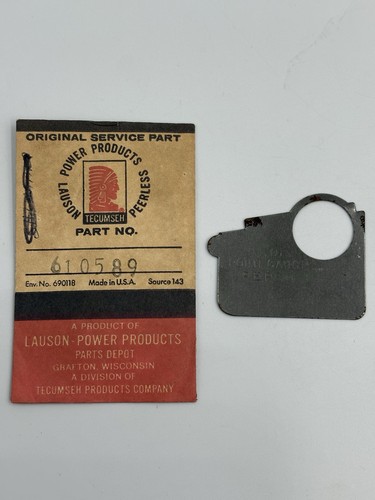 ORIGINAL SERVICE PART
LAUSON POWER PRODUCTS PEERLESS
TECUMSEH
PART NO.
610589
Env. No. 690118 Made in U.S.A. Source 143
A PRODUCT OF
LAUSON-POWER PRODUCTS
PARTS DEPOT
GRAFTON, WISCONSIN
A DIVISION OF
TECUMSEH PRODUCTS COMPANY